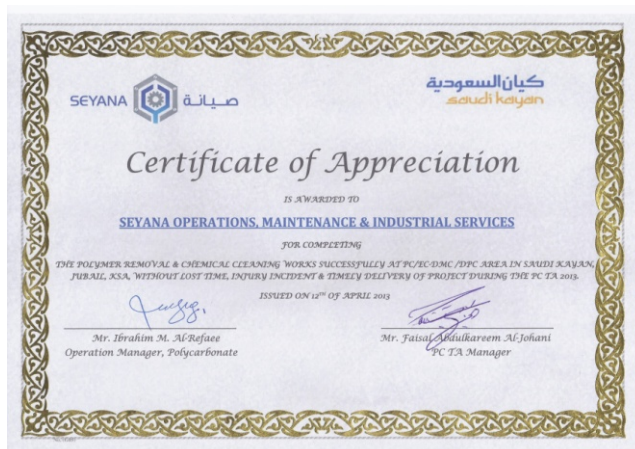 SEYANA صيانة
كيان السعودية
saudi kayan
Certificate of Appreciation
IS AWARDED TO
SEYANA OPERATIONS, MAINTENANCE & INDUSTRIAL SERVICES
FOR COMPLETING
THE POLYMER REMOVAL & CHEMICAL CLEANING WORKS SUCCESSFULLY AT PC/EC-DMC /DPC AREA IN SAUDI KAYAN,
JUBAIL, KSA, WITHOUT LOST TIME, INJURY INCIDENT & TIMELY DELIVERY OF PROJECT DURING THE PC TA 2013.
ISSUED ON 12TH OF APRIL 2013
Mr. Ibrahim M. Al-Refaee
Operation Manager, Polycarbonate
Mr. Faisal Abdulkareem Al-Johani
PC TA Manager